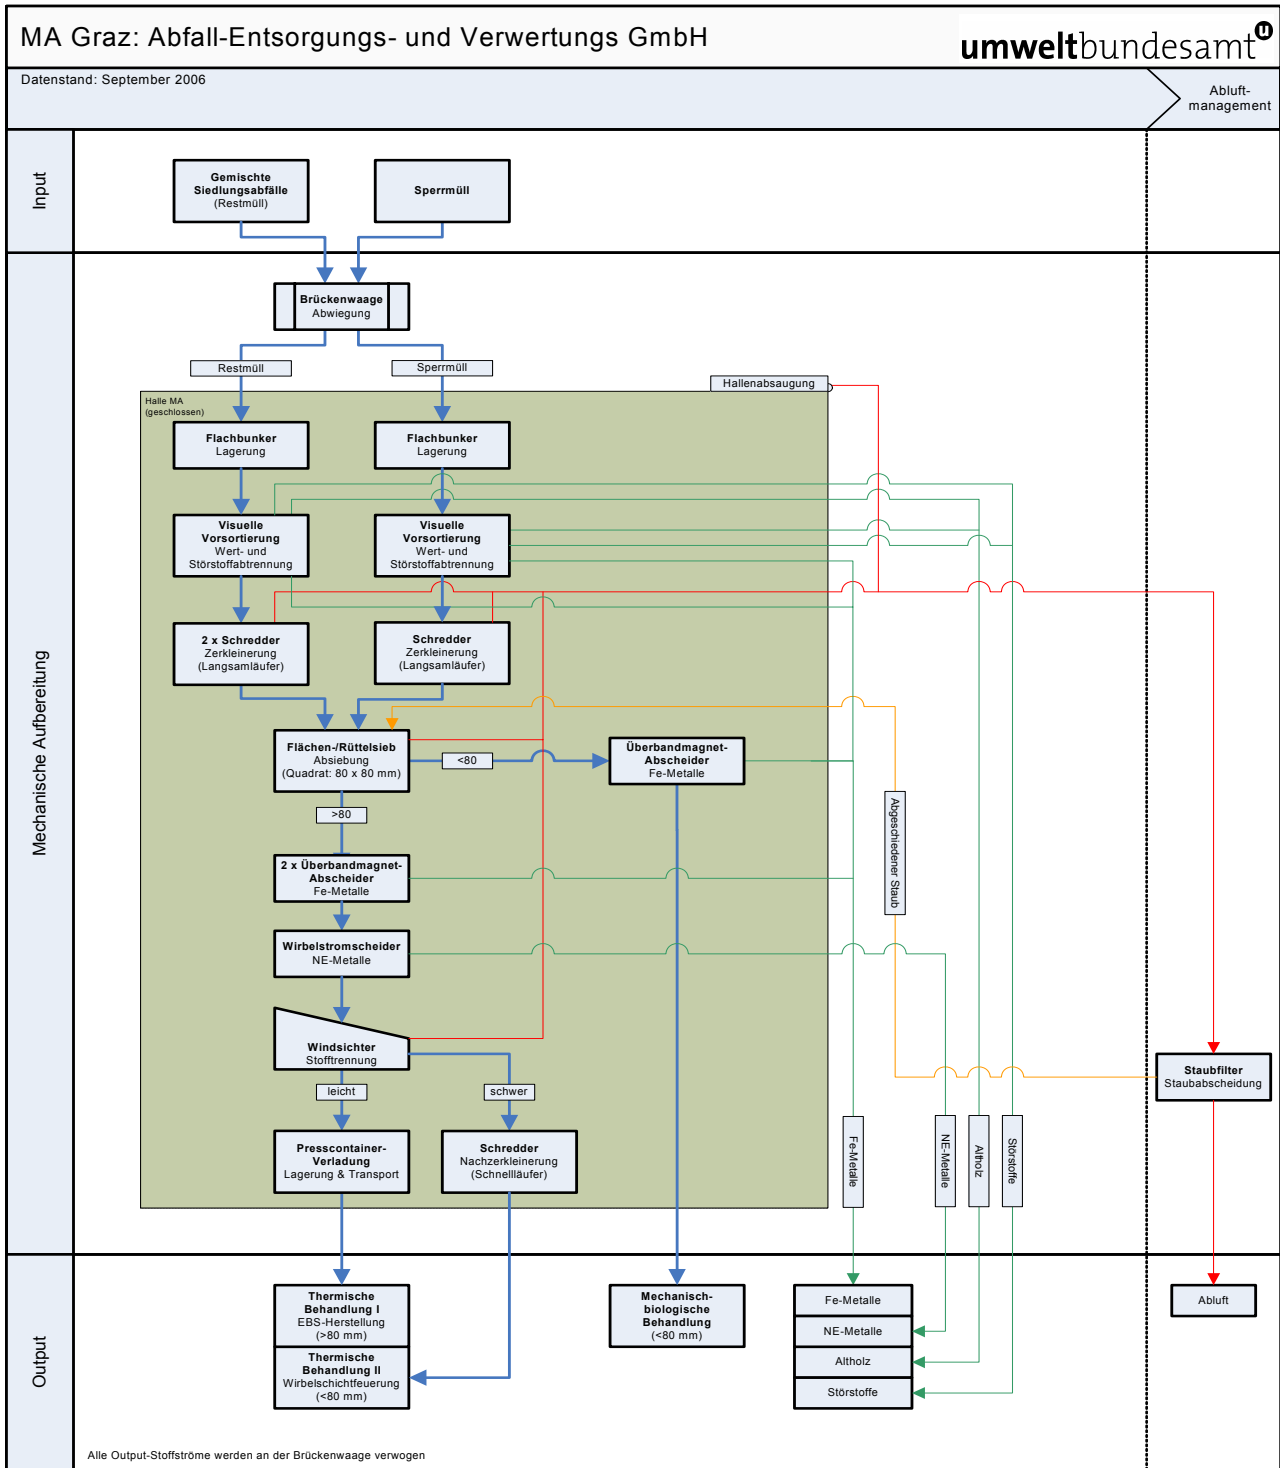 MA Graz: Abfall-Entsorgungs- und Verwertungs GmbH
umweltbundesamt
u
Datenstand: September 2006
Abluft-
management
Input
Gemischte
Siedlungsabfälle
(Restmüll)
Sperrmüll
Mechanische Aufbereitung
Brückenwaage
Abwiegung
Restmüll
Sperrmüll
Hallenabsaugung
Halle MA
(geschlossen)
Flachbunker
Lagerung
Flachbunker
Lagerung
Visuelle
Vorsortierung
Wert- und
Störstoffabtrennung
Visuelle
Vorsortierung
Wert- und
Störstoffabtrennung
2 x Schredder
Zerkleinerung
(Langsamläufer)
Schredder
Zerkleinerung
(Langsamläufer)
Flächen-/Rüttelsieb
Absiebung
(Quadrat: 80 x 80 mm)
<80
Überbandmagnet-
Abscheider
Fe-Metalle
>80
Abgeschiedener Staub
2 x Überbandmagnet-
Abscheider
Fe-Metalle
Wirbelstromscheider
NE-Metalle
Windsichter
Stofftrennung
Staubfilter
Staubabscheidung
leicht
schwer
Presscontainer-
Verladung
Lagerung & Transport
Schredder
Nachzerkleinerung
(Schnellläufer)
Fe-Metalle
NE-Metalle
Altholz
Störstoffe
Output
Thermische
Behandlung I
EBS-Herstellung
(>80 mm)
Thermische
Behandlung II
Wirbelschichtfeuerung
(<80 mm)
Mechanisch-
biologische
Behandlung
(<80 mm)
Fe-Metalle
NE-Metalle
Altholz
Störstoffe
Abluft
Alle Output-Stoffströme werden an der Brückenwaage verwogen